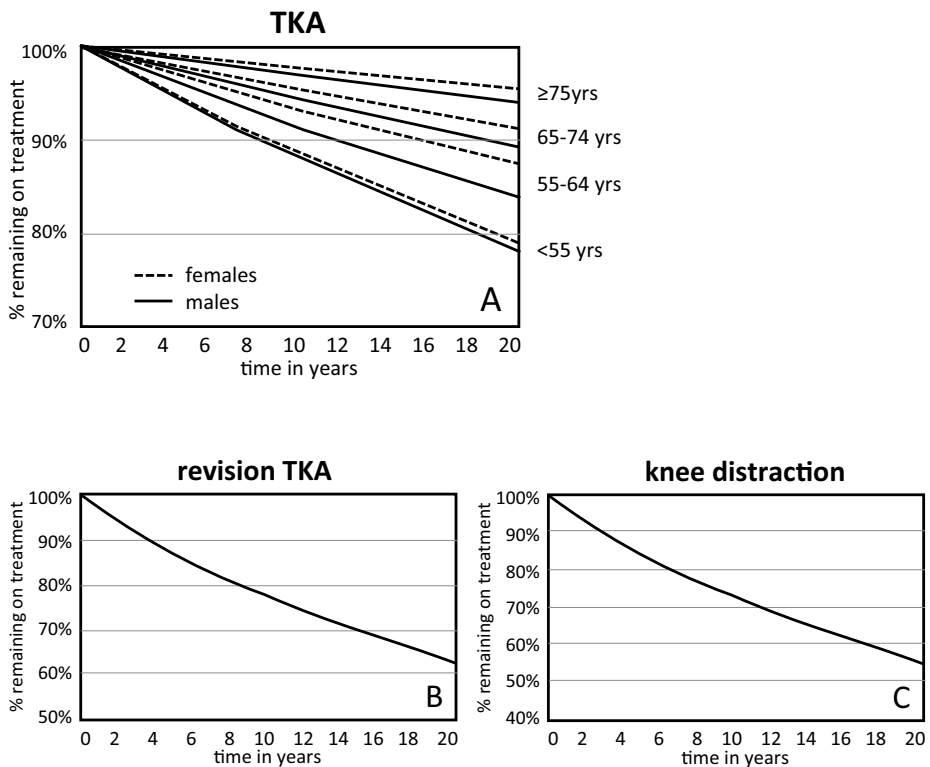 TKA
100%
90%
80%
70%
% remaining on treatment
≥75yrs
65-74 yrs
55-64 yrs
<55 yrs
females
males
A
0 2 4 6 8 10 12 14 16 18 20
time in years
revision TKA
100%
90%
80%
70%
60%
50%
% remaining on treatment
B
0 2 4 6 8 10 12 14 16 18 20
time in years
knee distraction
100%
90%
80%
70%
60%
50%
40%
% remaining on treatment
C
0 2 4 6 8 10 12 14 16 18 20
time in years